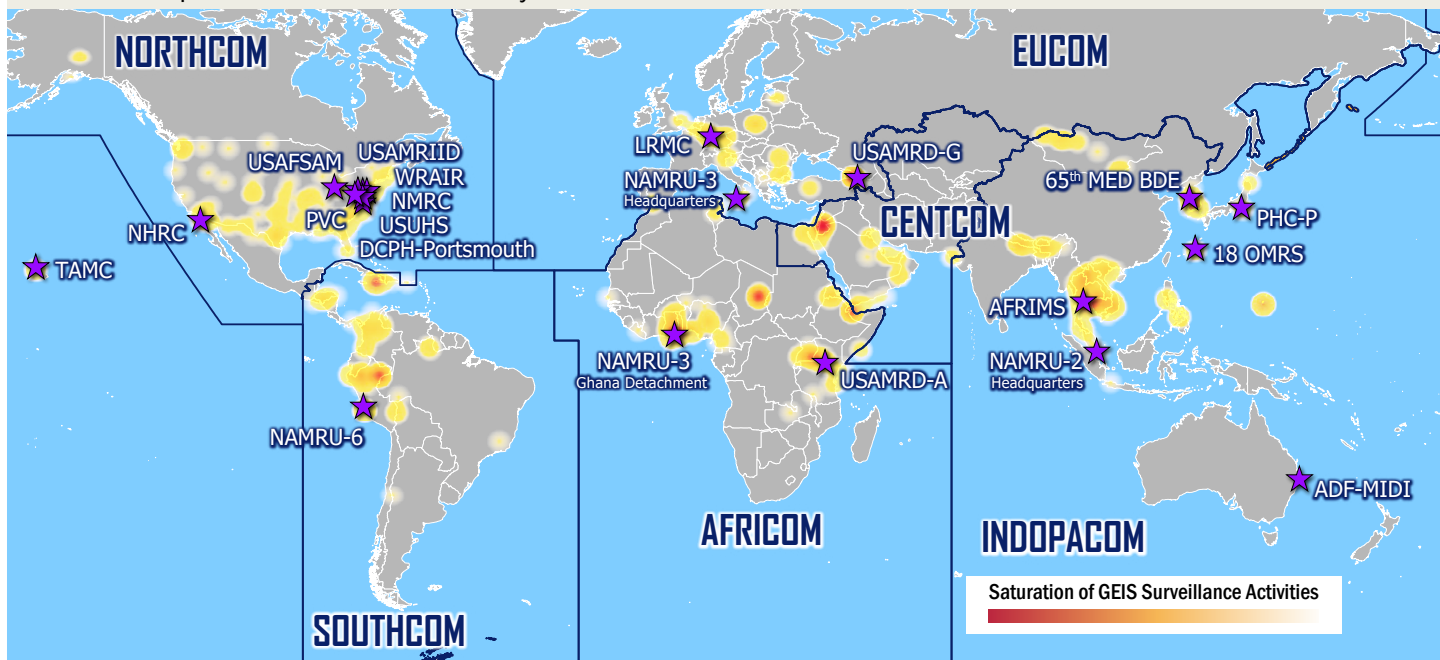 NORTHCOM
EUCOM
USAFSAM
USAMRIID
WRAIR
NMRC
PVC
USUHS
DCPH-Portsmouth
NHRC
TAMC
LRMC
NAMRU-3
Headquarters
USAMRD-G
65th MED BDE
PHC-P
CENTCOM
18 OMRS
AFRIMS
NAMRU-3
Ghana Detachment
USAMRD-A
NAMRU-2
Headquarters
NAMRU-6
ADF-MIDI
AFRICOM
INDOPACOM
SOUTHCOM
Saturation of GEIS Surveillance Activities